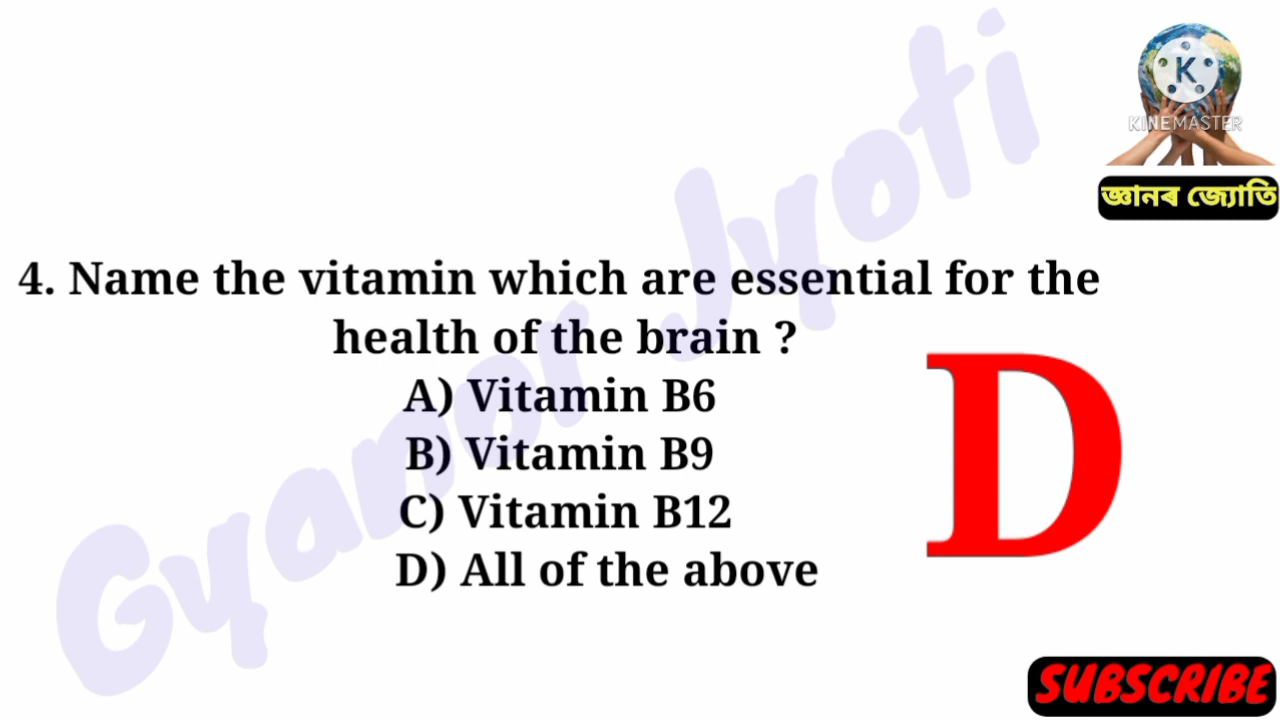 K
KINEMASTER
জ্ঞানৰ জ্যোতি
Gyanor Jyoti
4. Name the vitamin which are essential for the
health of the brain ?
A) Vitamin B6
B) Vitamin B9
C) Vitamin B12
D) All of the above
D
SUBSCRIBE